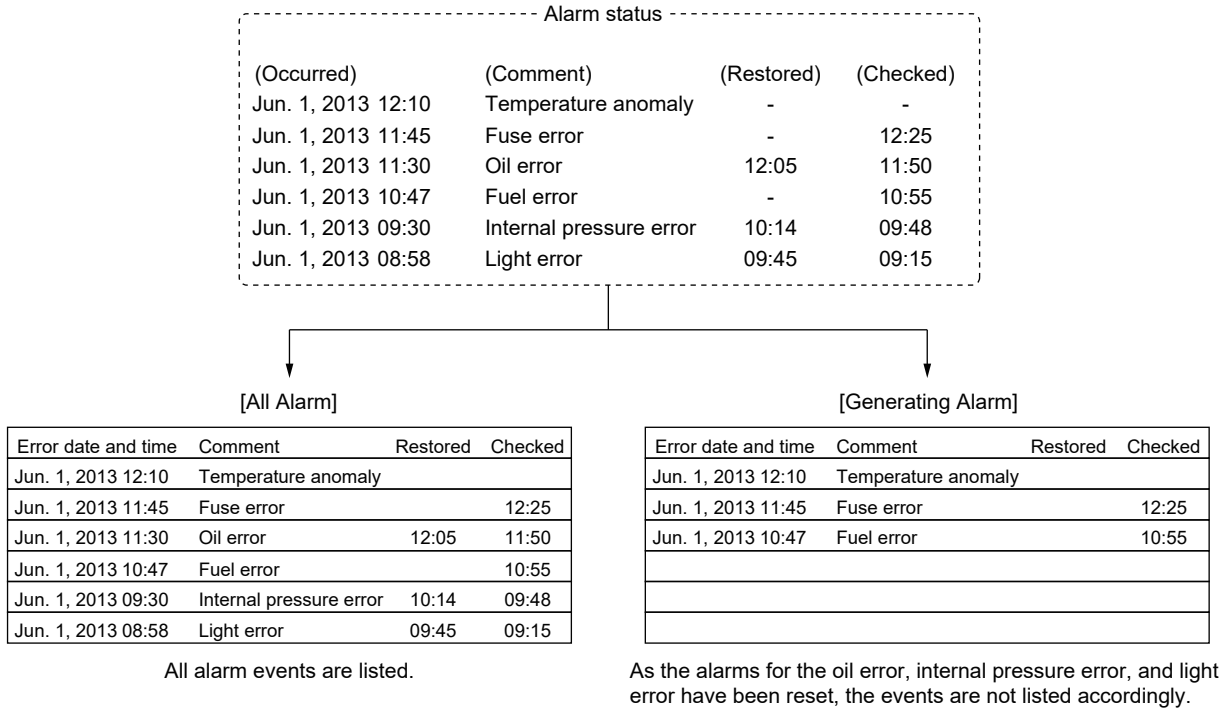 Alarm status
(Occurred) (Comment) (Restored) (Checked)
Jun. 1, 2013 12:10 Temperature anomaly - -
Jun. 1, 2013 11:45 Fuse error - 12:25
Jun. 1, 2013 11:30 Oil error 12:05 11:50
Jun. 1, 2013 10:47 Fuel error - 10:55
Jun. 1, 2013 09:30 Internal pressure error 10:14 09:48
Jun. 1, 2013 08:58 Light error 09:45 09:15
[All Alarm]
Error date and time Comment Restored Checked
Jun. 1, 2013 12:10 Temperature anomaly
Jun. 1, 2013 11:45 Fuse error 12:25
Jun. 1, 2013 11:30 Oil error 12:05 11:50
Jun. 1, 2013 10:47 Fuel error 10:55
Jun. 1, 2013 09:30 Internal pressure error 10:14 09:48
Jun. 1, 2013 08:58 Light error 09:45 09:15
All alarm events are listed.
[Generating Alarm]
Error date and time Comment Restored Checked
Jun. 1, 2013 12:10 Temperature anomaly
Jun. 1, 2013 11:45 Fuse error 12:25
Jun. 1, 2013 10:47 Fuel error 10:55
As the alarms for the oil error, internal pressure error, and light
error have been reset, the events are not listed accordingly.